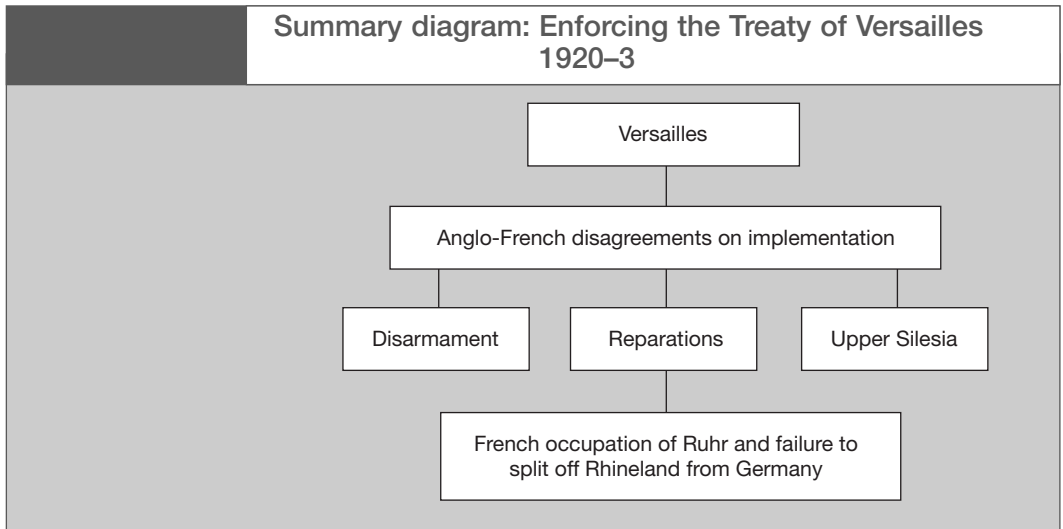 Summary diagram: Enforcing the Treaty of Versailles
1920–3
Versailles
Anglo-French disagreements on implementation
Disarmament
Reparations
Upper Silesia
French occupation of Ruhr and failure to
split off Rhineland from Germany